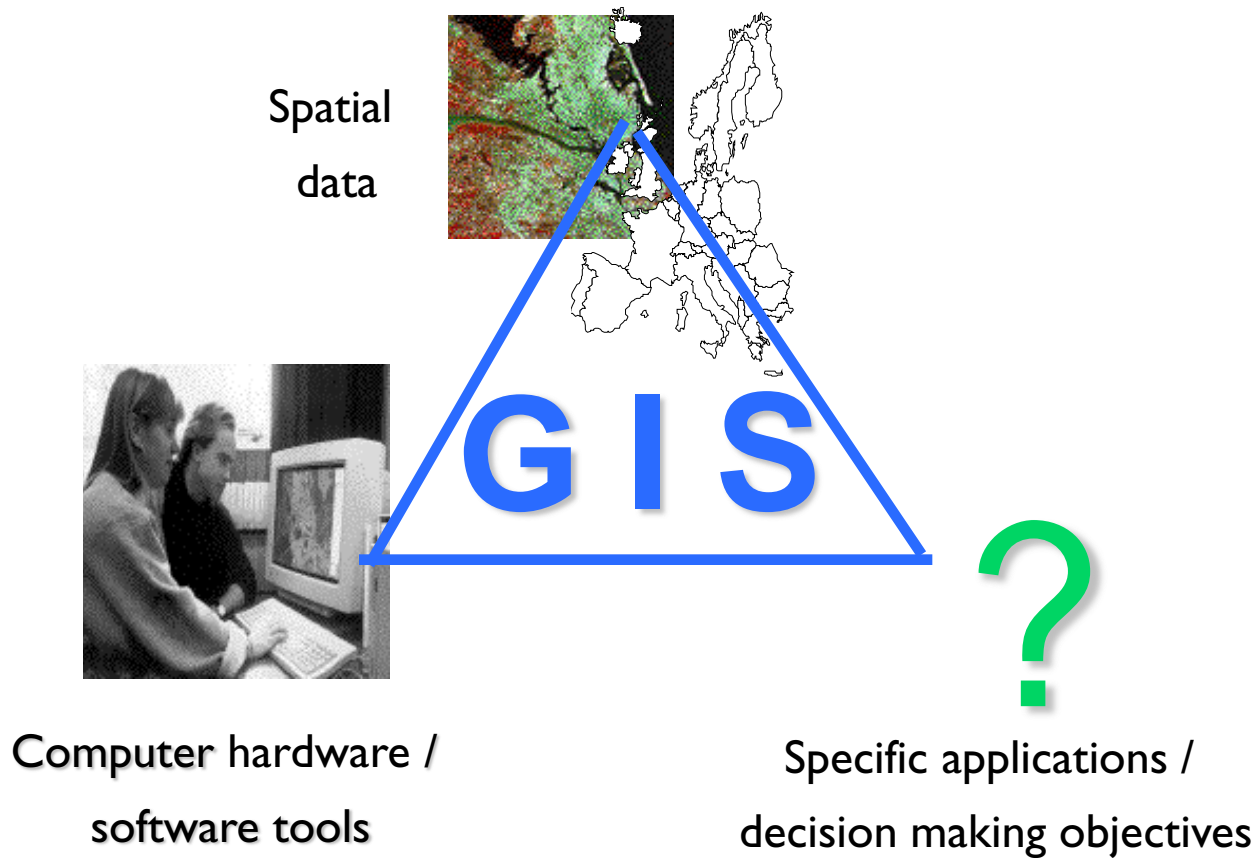 Spatial
data
G I S
?
Computer hardware /
software tools
Specific applications /
decision making objectives